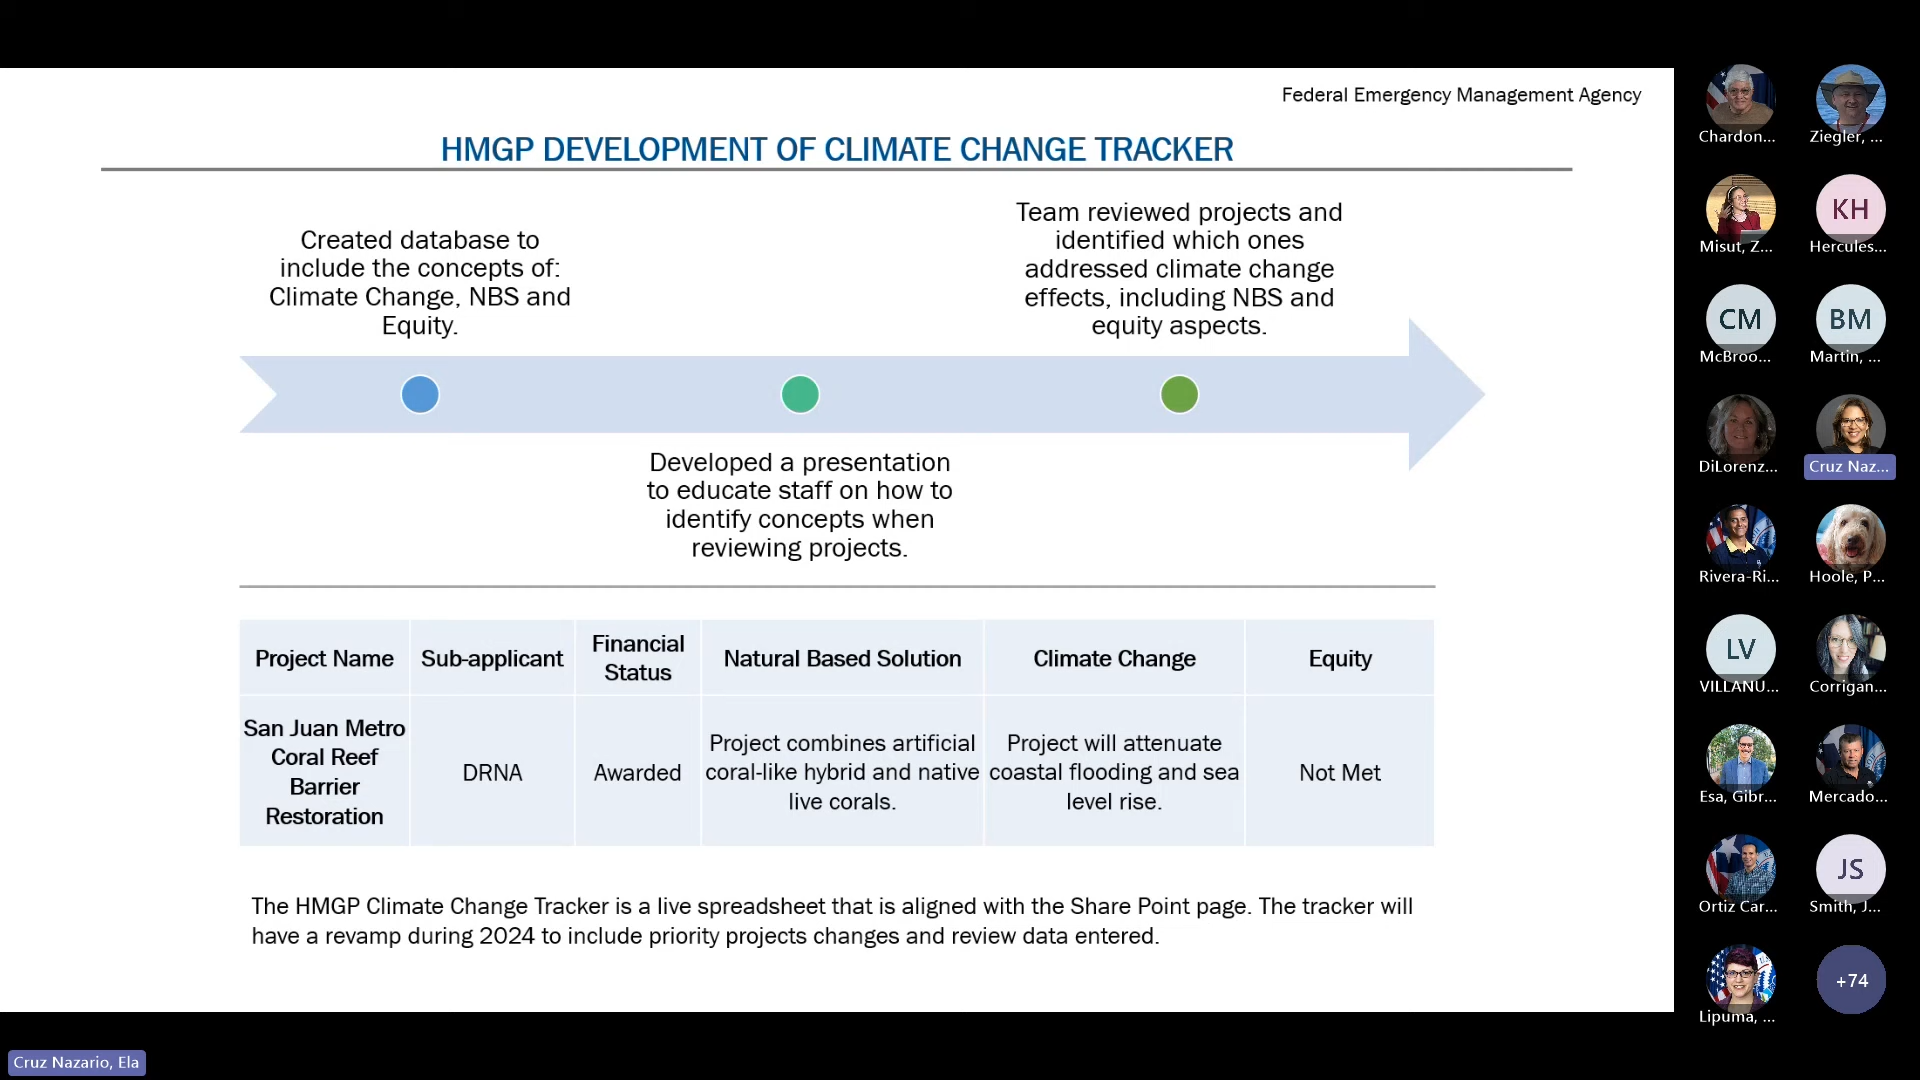 Federal Emergency Management Agency
HMGP DEVELOPMENT OF CLIMATE CHANGE TRACKER
Created database to
include the concepts of:
Climate Change, NBS and
Equity.
Team reviewed projects and
identified which ones
addressed climate change
effects, including NBS and
equity aspects.
Developed a presentation
to educate staff on how to
identify concepts when
reviewing projects.
Project Name
Sub-applicant
Financial
Status
Natural Based Solution
Climate Change
Equity
San Juan Metro
Coral Reef
Barrier
Restoration
DRNA
Awarded
Project combines artificial
coral-like hybrid and native
live corals.
Project will attenuate
coastal flooding and sea
level rise.
Not Met
The HMGP Climate Change Tracker is a live spreadsheet that is aligned with the Share Point page. The tracker will
have a revamp during 2024 to include priority projects changes and review data entered.
Chardon...
Ziegler, ...
Misut, Z...
KH
Hercules...
CM
McBroo...
BM
Martin, ...
DiLorenz...
Cruz Naz...
Rivera-Ri...
Hoole, P...
LV
VILLANU...
Corrigan...
Esa, Gibr...
Mercado...
Ortiz Car...
JS
Smith, J...
Lipuma, ...
+74
Cruz Nazario, Ela